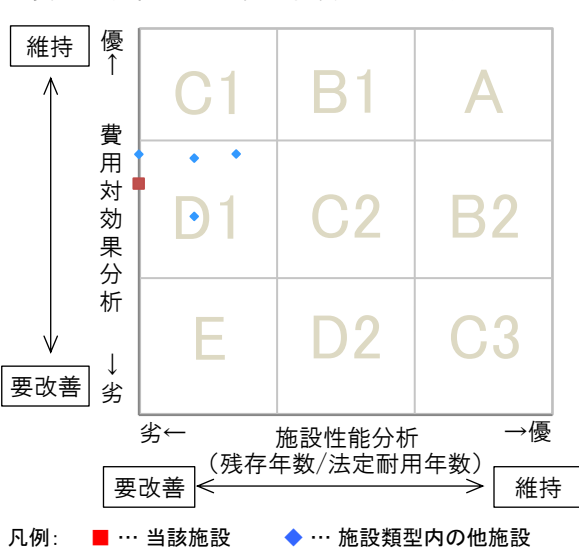 維持
優
↑
費用対効果分析
↓
劣
要改善
C1 B1 A
D1 C2 B2
E D2 C3
劣← →優
施設性能分析
（残存年数/法定耐用年数）
要改善 維持
凡例: ■ … 当該施設 ◆ … 施設類型内の他施設